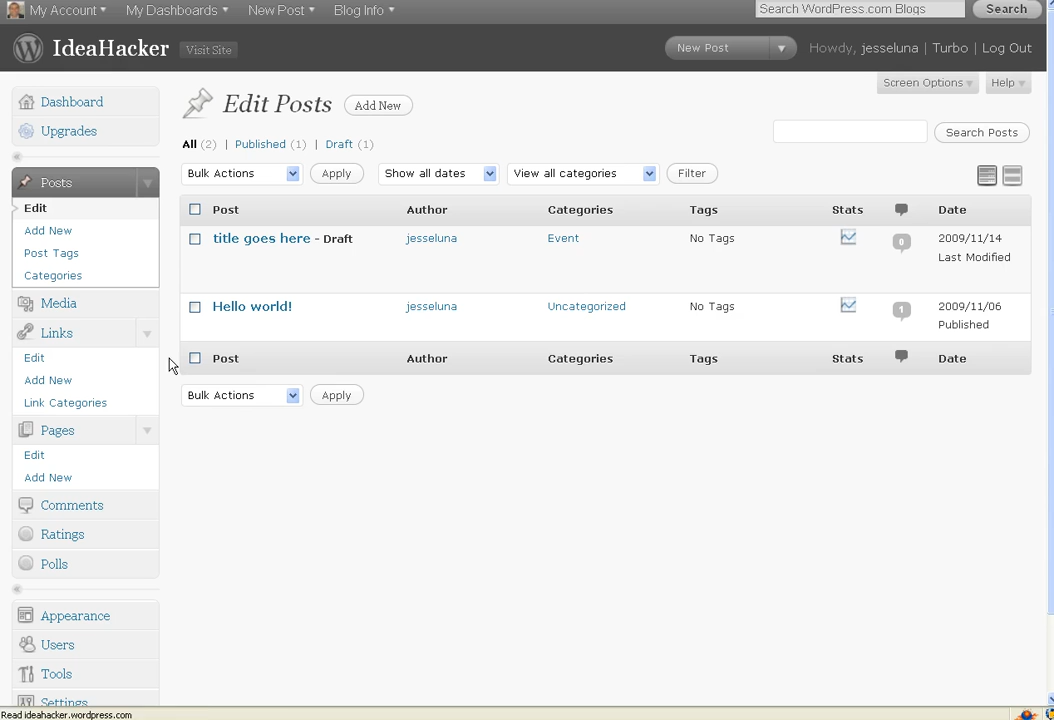 My Account My Dashboards New Post Blog Info Search WordPress.com Blogs Search
IdeaHacker Visit Site New Post Howdy, jesseluna | Turbo | Log Out
Screen Options Help
Dashboard
Upgrades
Posts
Edit
Add New
Post Tags
Categories
Media
Links
Edit
Add New
Link Categories
Pages
Edit
Add New
Comments
Ratings
Polls
Appearance
Users
Tools
Settings
Edit Posts Add New
All (2) | Published (1) | Draft (1) Search Posts
Bulk Actions Apply Show all dates View all categories Filter
Post Author Categories Tags Stats Date
title goes here - Draft jesseluna Event No Tags 0 2009/11/14
Last Modified
Hello world! jesseluna Uncategorized No Tags 1 2009/11/06
Published
Post Author Categories Tags Stats Date
Bulk Actions Apply
Read ideahacker.wordpress.com